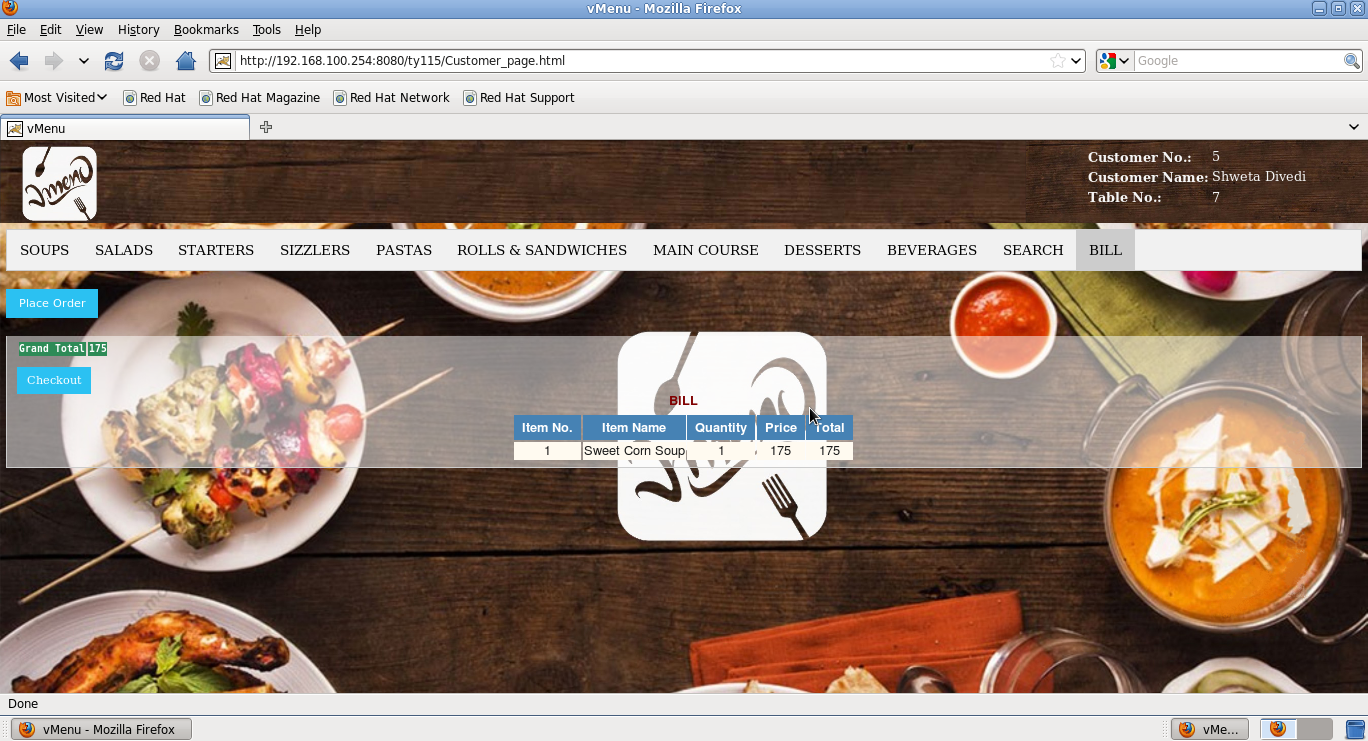 vMenu - Mozilla Firefox
File Edit View History Bookmarks Tools Help
http://192.168.100.254:8080/ty115/Customer_page.html Google
Most Visited Red Hat Red Hat Magazine Red Hat Network Red Hat Support
vMenu
Vmenu
Customer No.: 5
Customer Name: Shweta Divedi
Table No.: 7
SOUPS SALADS STARTERS SIZZLERS PASTAS ROLLS & SANDWICHES MAIN COURSE DESSERTS BEVERAGES SEARCH BILL
Place Order
Grand Total 175
Checkout
BILL
Item No. Item Name Quantity Price Total
1 Sweet Corn Soup 1 175 175
Done
vMenu - Mozilla Firefox vMe...